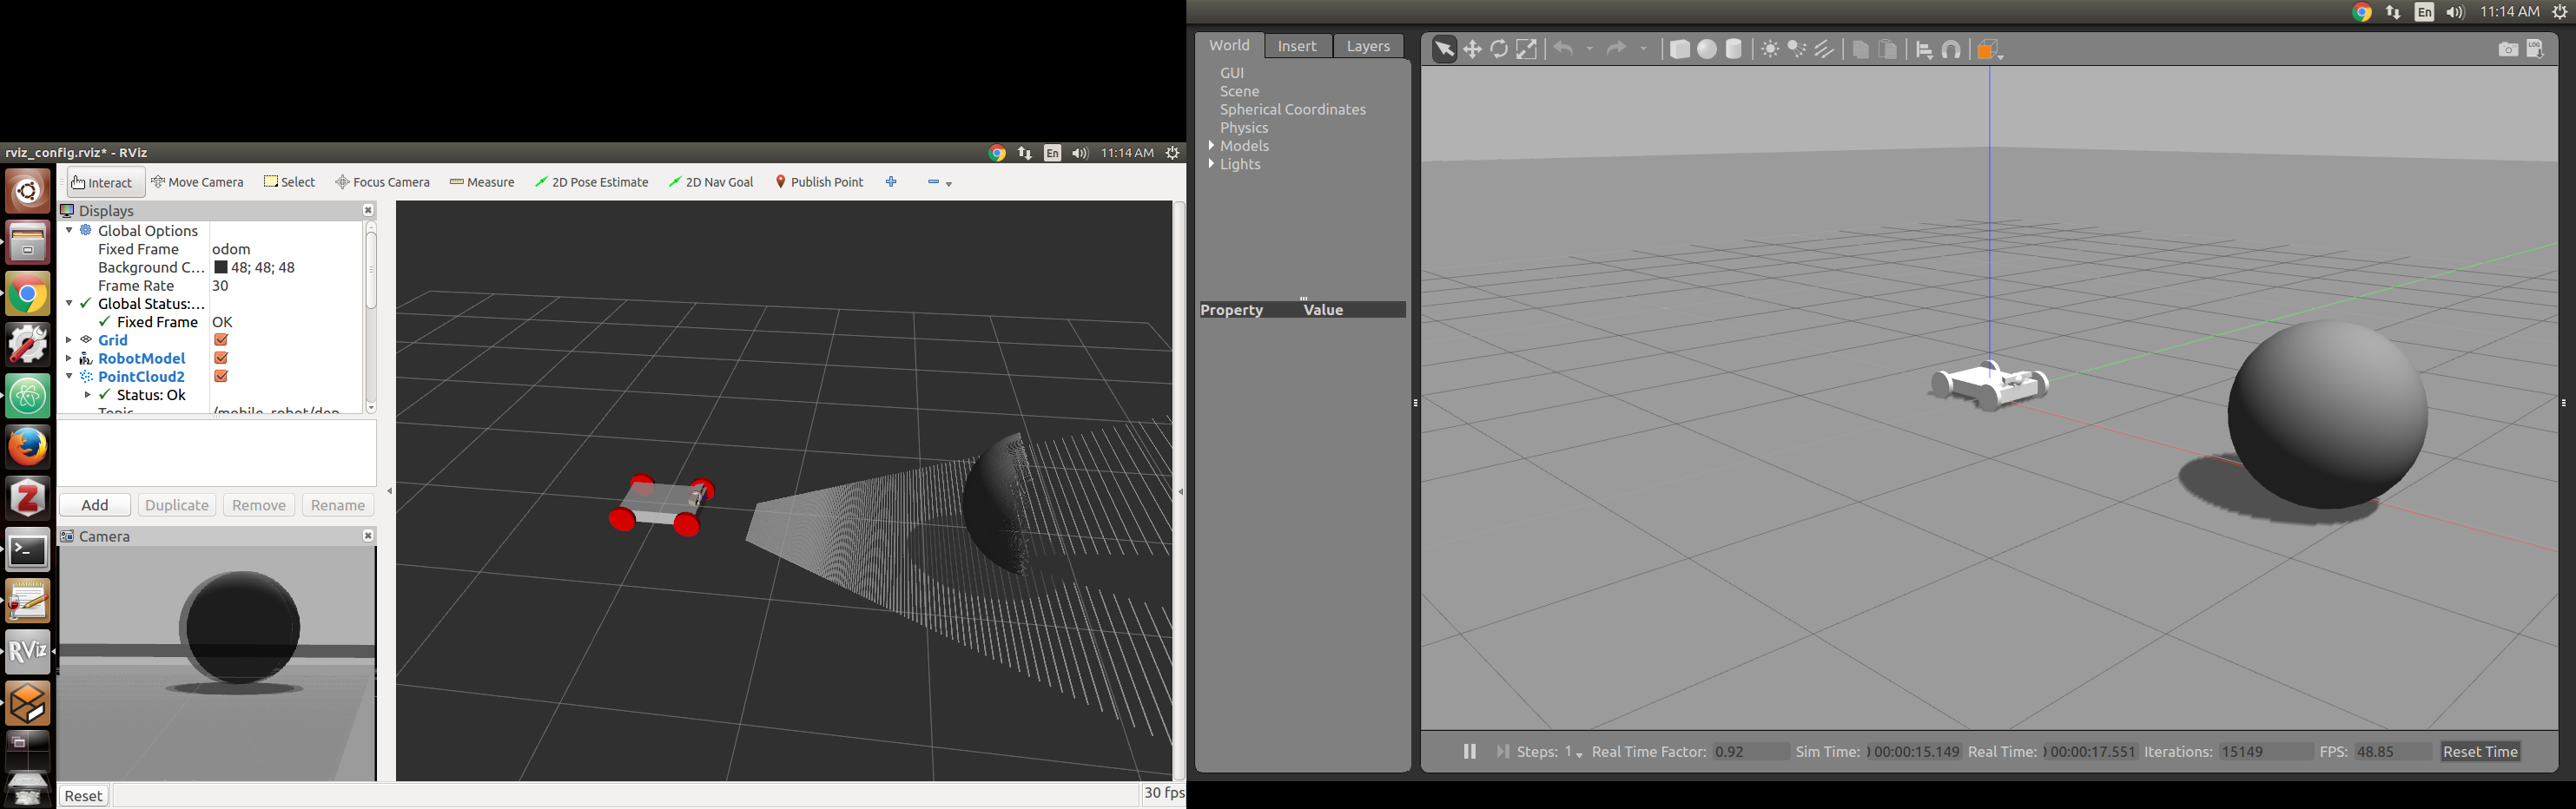 rviz_config.rviz* - RViz
En
11:14 AM
Interact
Move Camera
Select
Focus Camera
Measure
2D Pose Estimate
2D Nav Goal
Publish Point
Displays
Global Options
Fixed Frame odom
Background C... 48; 48; 48
Frame Rate 30
Global Status:...
Fixed Frame OK
Grid
RobotModel
PointCloud2
Status: Ok
Topic /mobile_robot/dep...
Add
Duplicate
Remove
Rename
Camera
RViz
Reset
30 fps
En
11:14 AM
World
Insert
Layers
GUI
Scene
Spherical Coordinates
Physics
Models
Lights
Property Value
LOG
Steps: 1
Real Time Factor: 0.92
Sim Time: 00:00:15.149
Real Time: 00:00:17.551
Iterations: 15149
FPS: 48.85
Reset Time